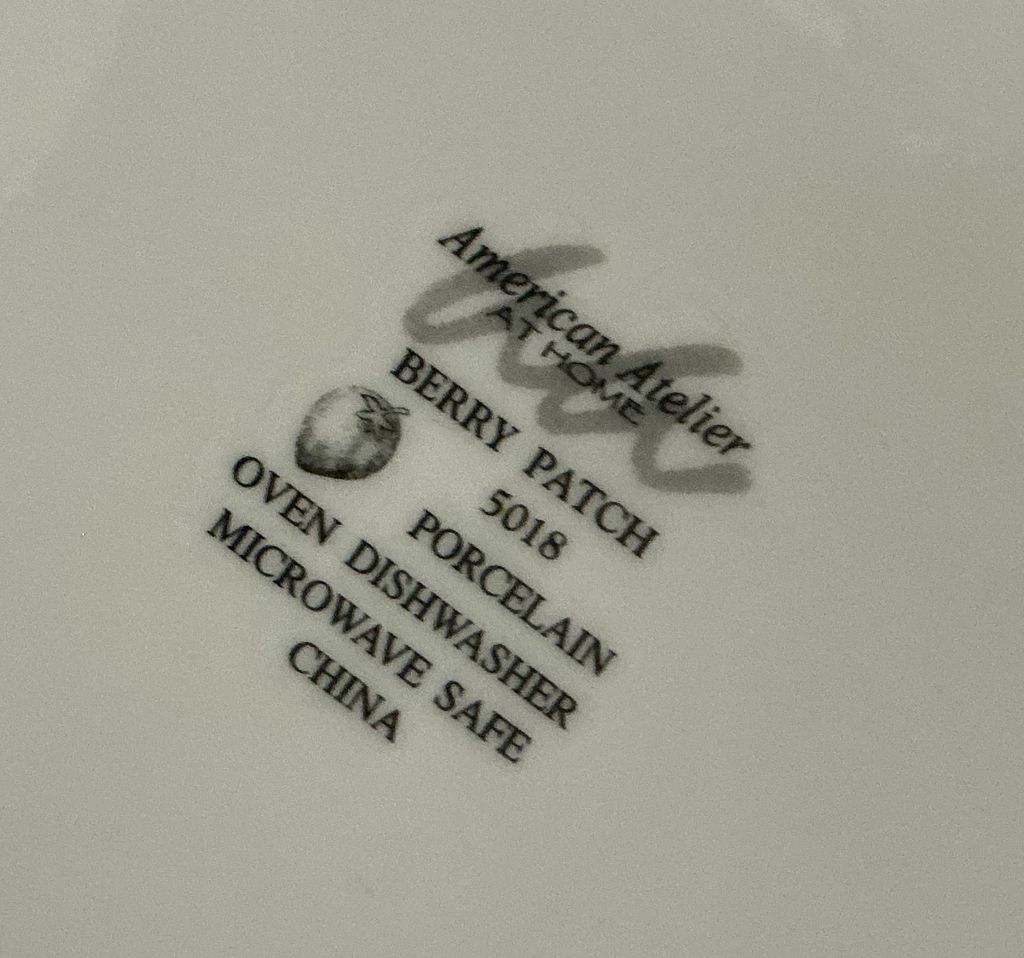 American Atelier
AT HOME
BERRY PATCH
5018
PORCELAIN
OVEN DISHWASHER
MICROWAVE SAFE
CHINA